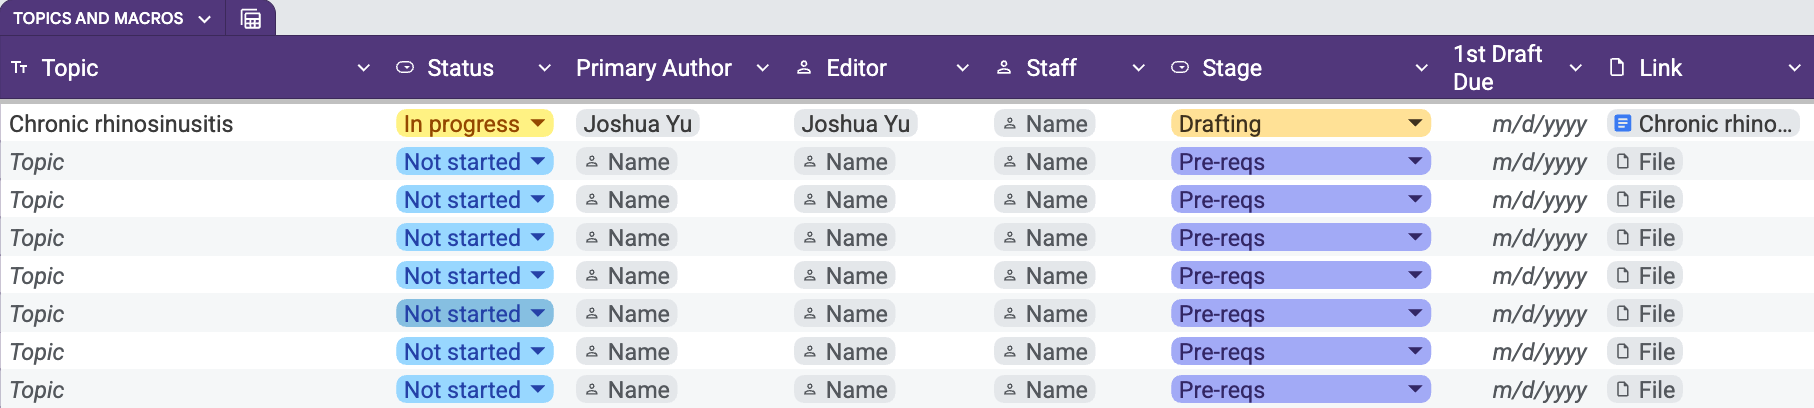 TOPICS AND MACROS
Topic Status Primary Author Editor Staff Stage 1st Draft Due Link
Chronic rhinosinusitis In progress Joshua Yu Joshua Yu Name Drafting m/d/yyyy Chronic rhino...
Topic Not started Name Name Name Pre-reqs m/d/yyyy File
Topic Not started Name Name Name Pre-reqs m/d/yyyy File
Topic Not started Name Name Name Pre-reqs m/d/yyyy File
Topic Not started Name Name Name Pre-reqs m/d/yyyy File
Topic Not started Name Name Name Pre-reqs m/d/yyyy File
Topic Not started Name Name Name Pre-reqs m/d/yyyy File
Topic Not started Name Name Name Pre-reqs m/d/yyyy File